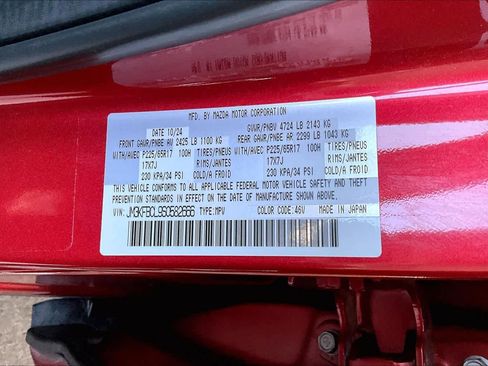 MFD. BY MAZDA MOTOR CORPORATION
DATE 10/24 GVWR/PNBV 4724 LB 2143 KG
FRONT GAWR/PNBE AV 2425 LB 1100 KG REAR GAWR/PNBE AR 2299 LB 1043 KG
WITH/AVEC P225/65R17 100H TIRES/PNEUS WITH/AVEC P225/65R17 100H TIRES/PNEUS
17X7J RIMS/JANTES 17X7J RIMS/JANTES
230 KPA/34 PSI COLD/A FROID 230 KPA/34 PSI COLD/A FROID
THIS VEHICLE CONFORMS TO ALL APPLICABLE FEDERAL MOTOR VEHICLE SAFETY AND THEFT
PREVENTION STANDARDS IN EFFECT ON THE DATE OF MANUFACTURE SHOWN ABOVE.
VIN: TYPE:MPV COLOR:46V MADE IN JAPAN